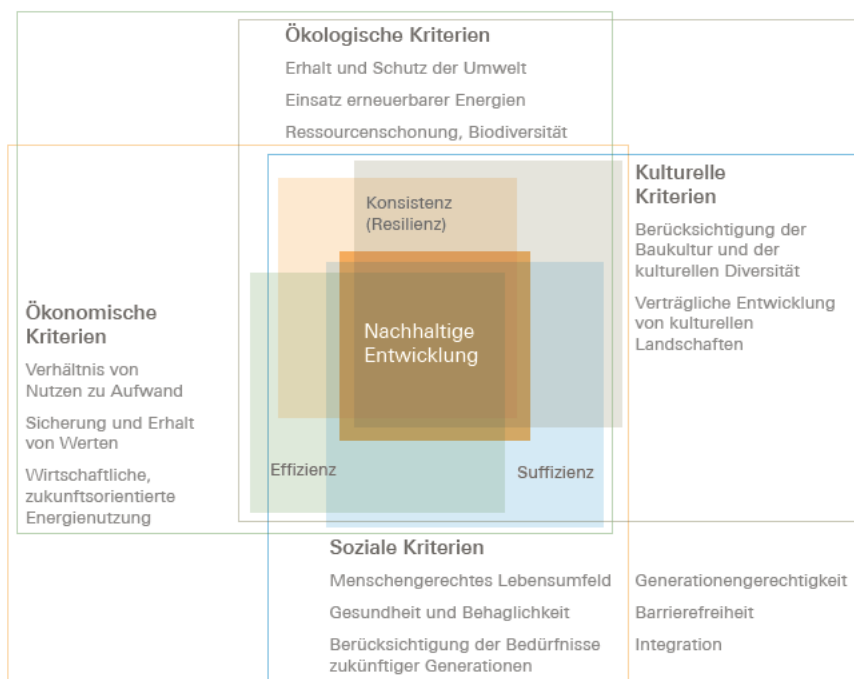 Ökologische Kriterien
Erhalt und Schutz der Umwelt
Einsatz erneuerbarer Energien
Ressourcenschonung, Biodiversität
Kulturelle
Kriterien
Berücksichtigung der
Baukultur und der
kulturellen Diversität
Verträgliche Entwicklung
von kulturellen
Landschaften
Konsistenz
(Resilienz)
Nachhaltige
Entwicklung
Effizienz
Suffizienz
Ökonomische
Kriterien
Verhältnis von
Nutzen zu Aufwand
Sicherung und Erhalt
von Werten
Wirtschaftliche,
zukunftsorientierte
Energienutzung
Soziale Kriterien
Menschengerechtes Lebensumfeld
Gesundheit und Behaglichkeit
Berücksichtigung der Bedürfnisse
zukünftiger Generationen
Generationengerechtigkeit
Barrierefreiheit
Integration